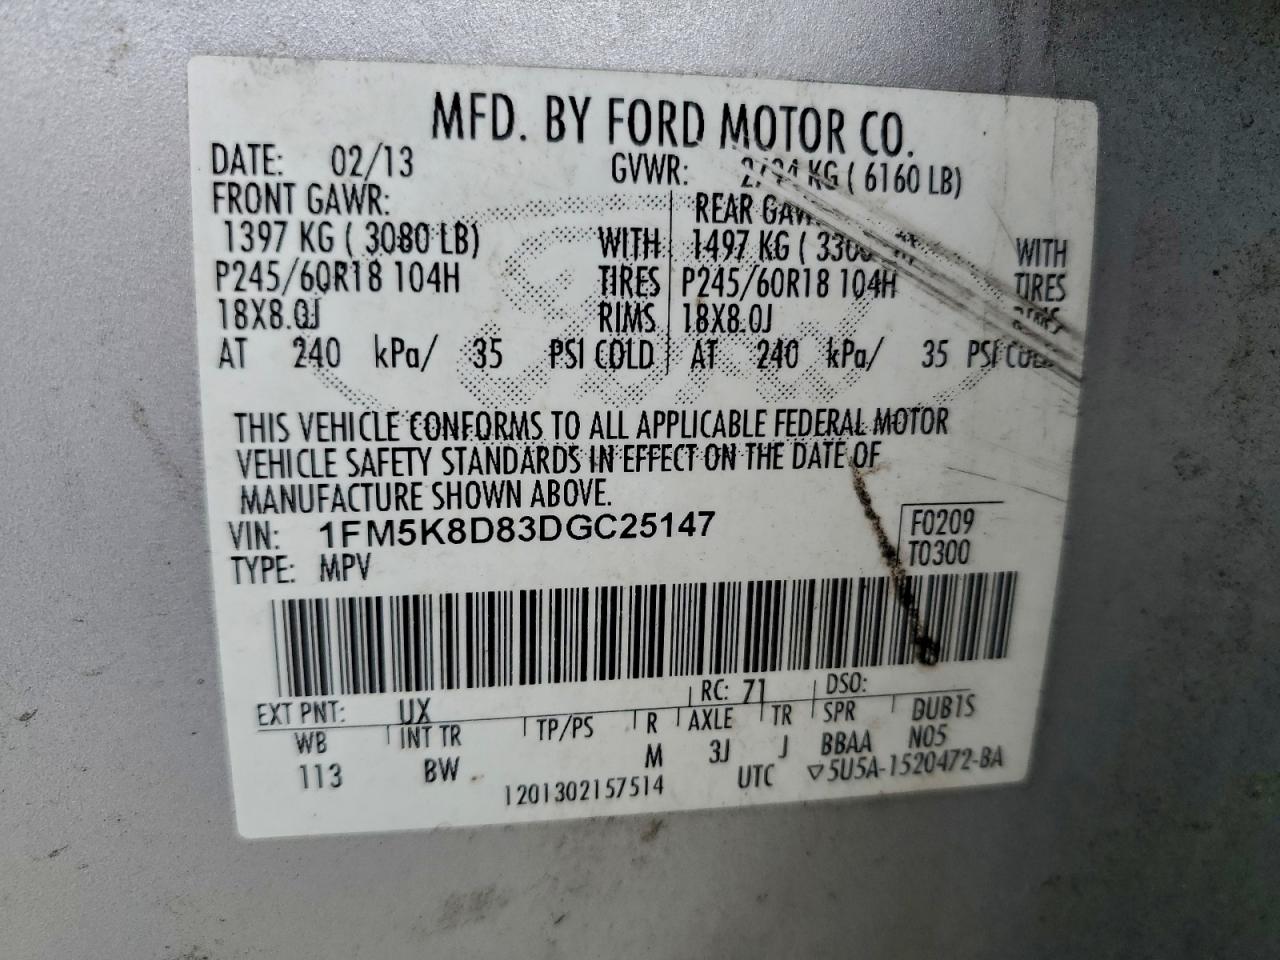 MFD. BY FORD MOTOR CO.
DATE: 02/13 GVWR: KG ( 6160 LB)
FRONT GAWR: REAR
1397 KG ( 3080 LB) WITH 1497 KG ( WITH
P245/60R18 104H TIRES P245/60R18 104H TIRES
18X8.0J RIMS 18X8.0J
AT 240 kPa/ 35 PSI COLD AT 240 kPa/ 35 PSI
THIS VEHICLE CONFORMS TO ALL APPLICABLE FEDERAL MOTOR
VEHICLE SAFETY STANDARDS IN EFFECT ON THE DATE OF
MANUFACTURE SHOWN ABOVE.
VIN: 1FM5K8D83DGC25147 F0209
TYPE: MPV T0300
RC: 71 DSO:
EXT PNT: UX
WB INT TR TP/PS R AXLE TR SPR DUB1S
113 BW M 3J J BBAA N05
1201302157514 UTC ▽5U5A-1520472-BA